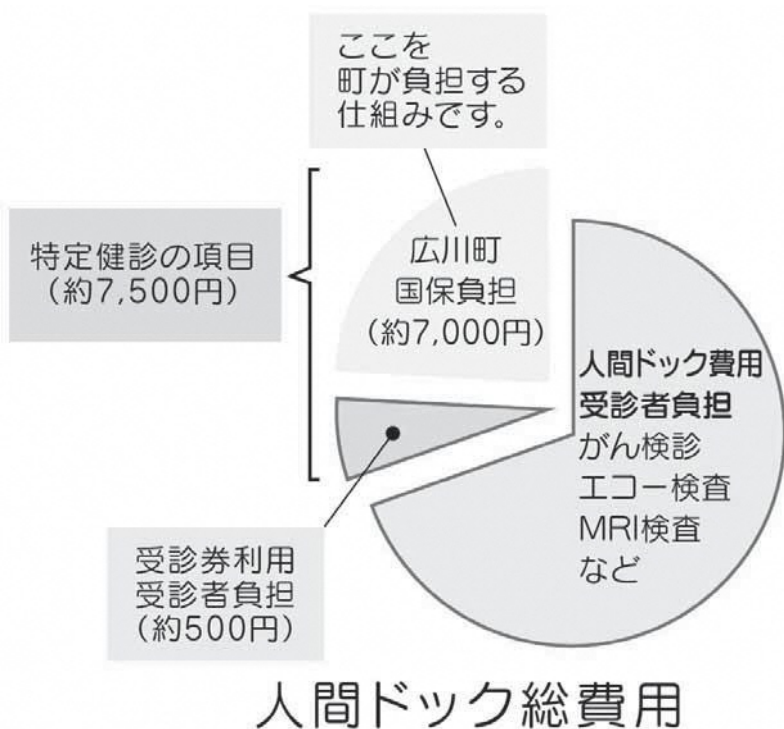 ここを
町が負担する
仕組みです。
特定健診の項目
（約7,500円）
広川町
国保負担
（約7,000円）
人間ドック費用
受診者負担
がん検診
エコー検査
MRI検査
など
受診券利用
受診者負担
（約500円）
人間ドック総費用